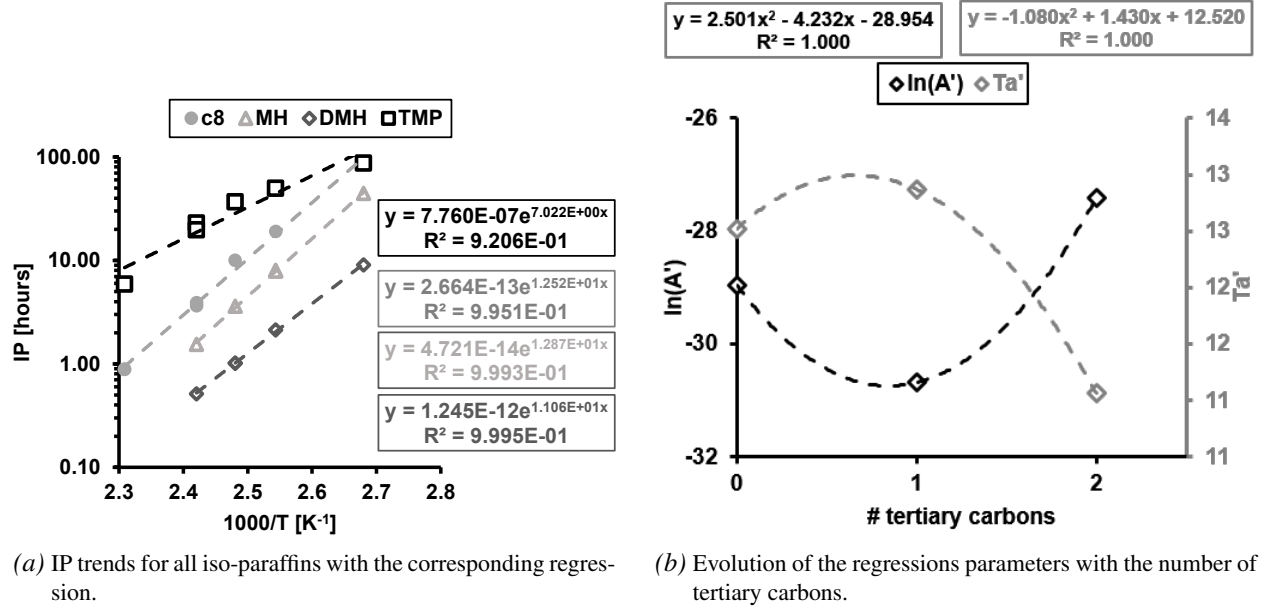 c8 MH DMH TMP
100.00
10.00
1.00
0.10
IP [hours]
2.3 2.4 2.5 2.6 2.7 2.8
1000/T [K⁻¹]
y = 7.760E-07e^7.022E+00x
R² = 9.206E-01
y = 2.664E-13e^1.252E+01x
R² = 9.951E-01
y = 4.721E-14e^1.287E+01x
R² = 9.993E-01
y = 1.245E-12e^1.106E+01x
R² = 9.995E-01
(a) IP trends for all iso-paraffins with the corresponding regres-
sion.
y = 2.501x² - 4.232x - 28.954
R² = 1.000
y = -1.080x² + 1.430x + 12.520
R² = 1.000
ln(A') Ta'
-26
-28
-30
-32
ln(A')
14
13
13
12
12
11
11
Ta'
0 1 2
# tertiary carbons
(b) Evolution of the regressions parameters with the number of
tertiary carbons.